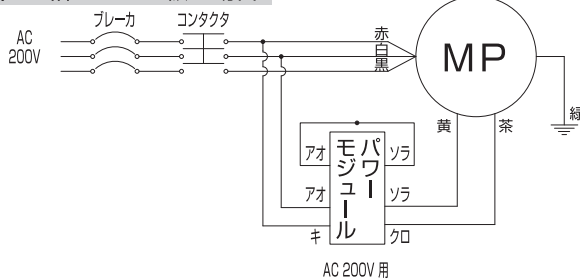 ブレーカ コンタクタ
AC
200V
赤
白
黒
MP
緑
黄 茶
アオ ソラ
パワー
モジュール
アオ ソラ
キ クロ
AC 200V 用